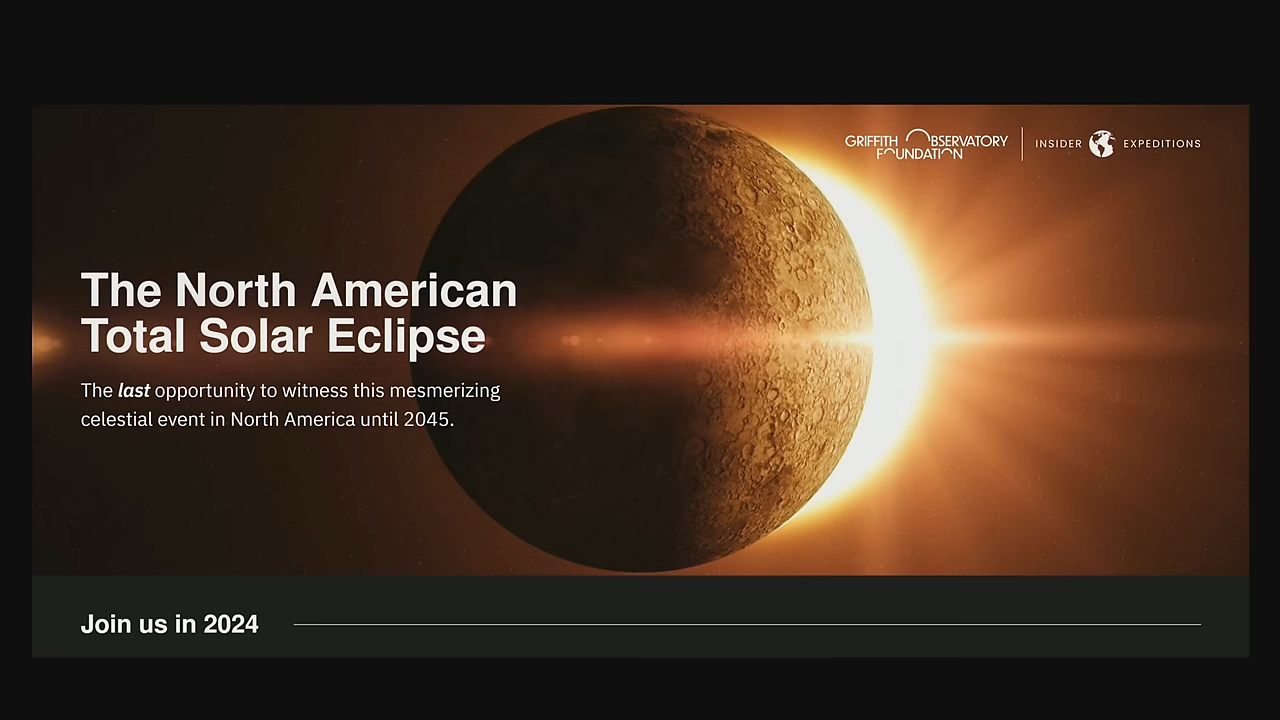 GRIFFITH OBSERVATORY
FOUNDATION
INSIDER EXPEDITIONS
The North American
Total Solar Eclipse
The last opportunity to witness this mesmerizing
celestial event in North America until 2045.
Join us in 2024